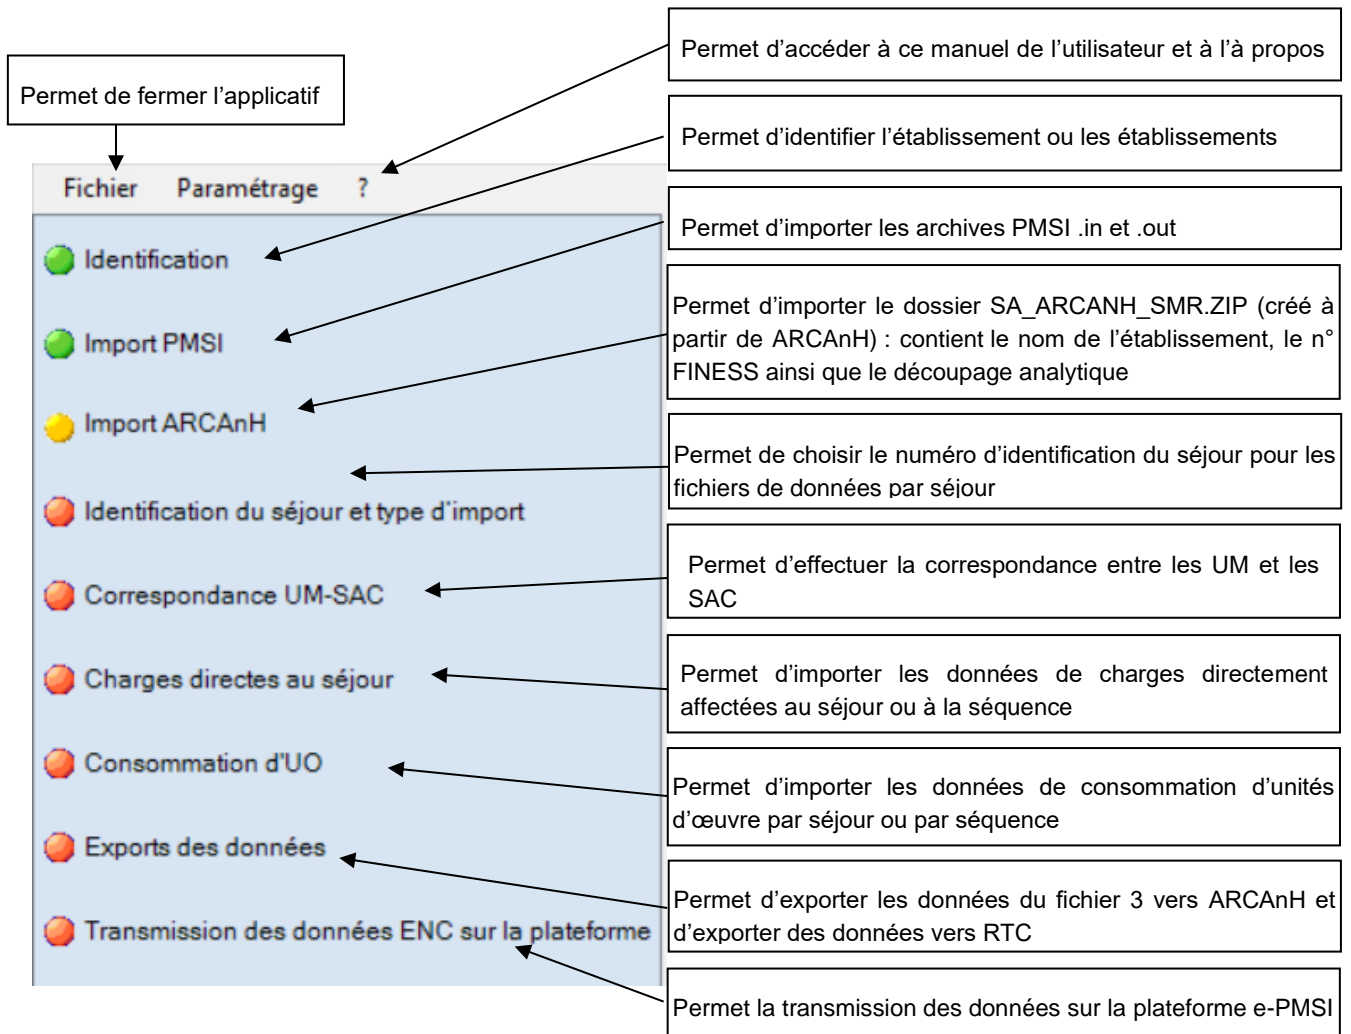 Permet d’accéder à ce manuel de l’utilisateur et à l’à propos
Permet de fermer l’applicatif
Permet d’identifier l’établissement ou les établissements
Fichier Paramétrage ?
Permet d’importer les archives PMSI .in et .out
Identification
Permet d’importer le dossier SA_ARCANH_SMR.ZIP (créé à
partir de ARCAnH) : contient le nom de l’établissement, le n°
FINESS ainsi que le découpage analytique
Import PMSI
Import ARCAnH
Permet de choisir le numéro d’identification du séjour pour les
fichiers de données par séjour
Identification du séjour et type d'import
Permet d’effectuer la correspondance entre les UM et les
SAC
Correspondance UM-SAC
Permet d’importer les données de charges directement
affectées au séjour ou à la séquence
Charges directes au séjour
Permet d’importer les données de consommation d’unités
d’œuvre par séjour ou par séquence
Consommation d'UO
Exports des données
Permet d’exporter les données du fichier 3 vers ARCAnH et
d’exporter des données vers RTC
Transmission des données ENC sur la plateforme
Permet la transmission des données sur la plateforme e-PMSI